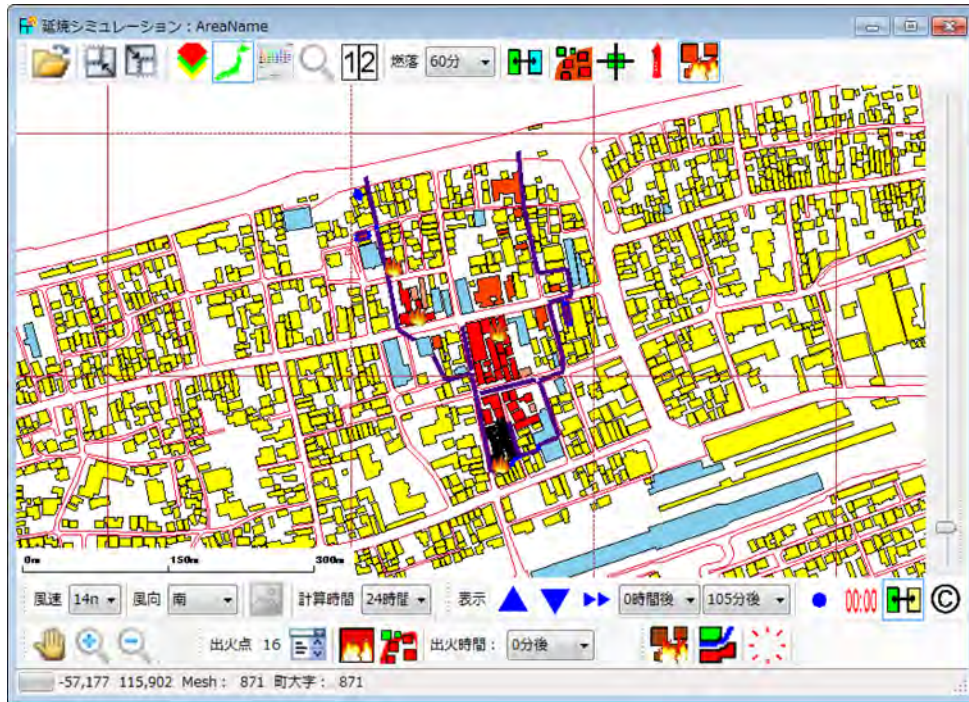 延焼シミュレーション : AreaName
12 燃落 60分
0m 150m 300m
風速 14n 風向 南 計算時間 24時間 表示 0時間後 105分後 00:00 ©
出火点 16 出火時間： 0分後
-57,177 115,902 Mesh： 871 町大字： 871